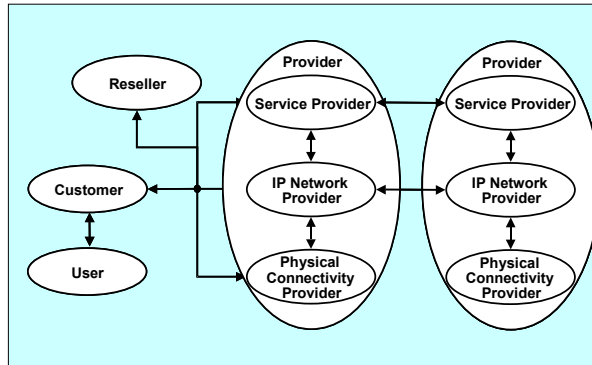 Provider
Provider
Reseller
Service Provider
Service Provider
Customer
IP Network
Provider
IP Network
Provider
User
Physical
Connectivity
Provider
Physical
Connectivity
Provider